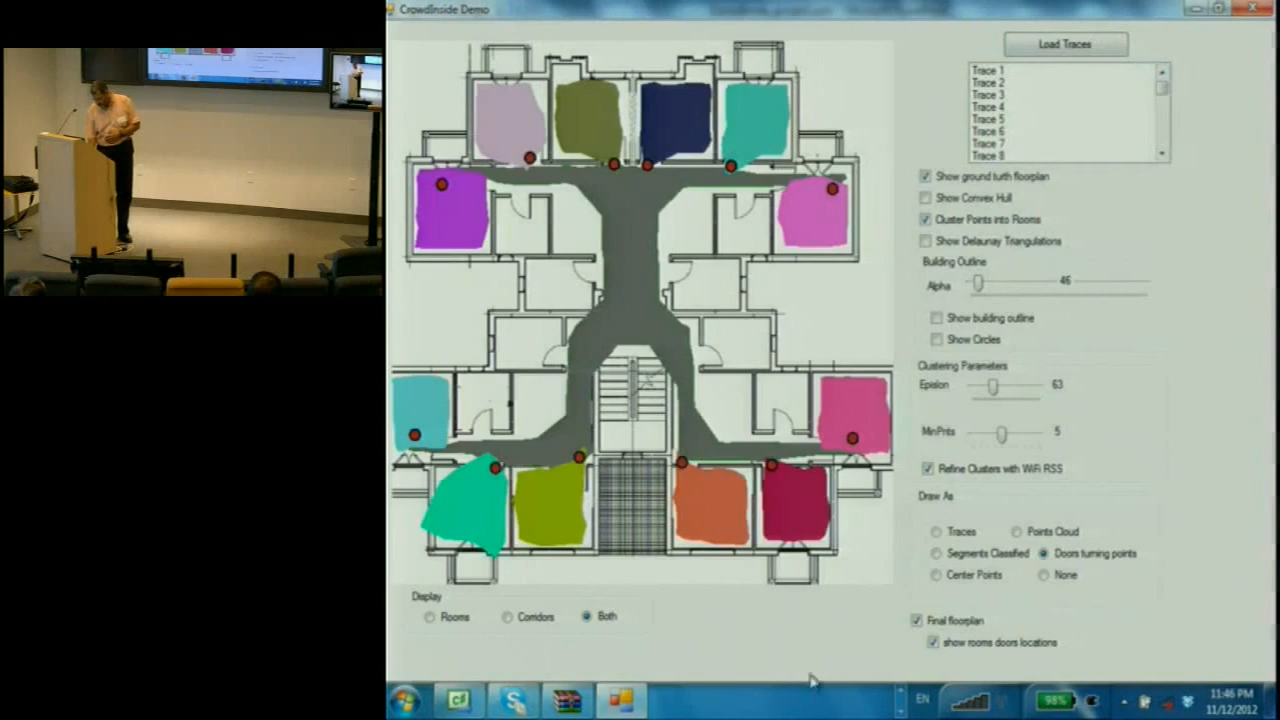 CrowdInside Demo
Load Traces
Trace 1
Trace 2
Trace 3
Trace 4
Trace 5
Trace 6
Trace 7
Trace 8
Show ground turth floorplan
Show Convex Hull
Cluster Points into Rooms
Show Delaunay Triangulations
Building Outline
Alpha 46
Show building outline
Show Circles
Clustering Parameters
Epision 63
MinPnts 5
Refine Clusters with WiFi RSS
Draw As
Traces Points Cloud
Segments Classified Doors turning points
Center Points None
Display
Rooms Corridors Both
Final floorplan
show rooms doors locations
EN 98% 11:46 PM
11/12/2012